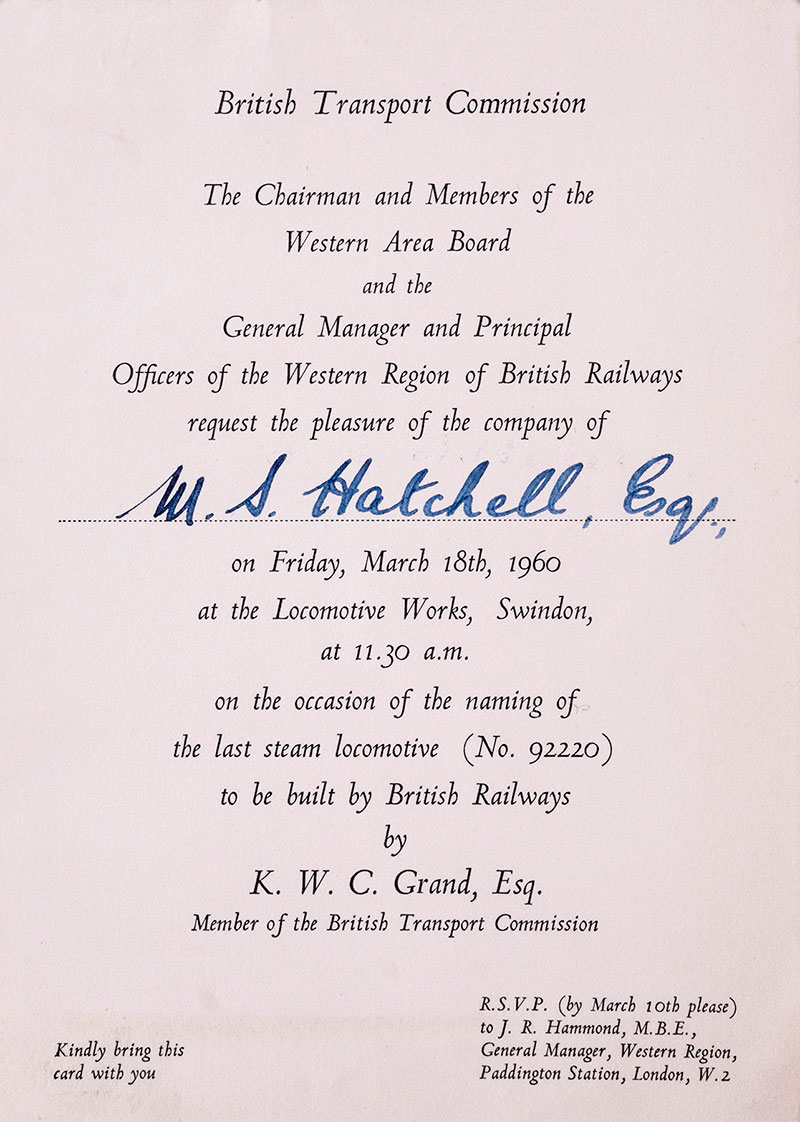 British Transport Commission
The Chairman and Members of the
Western Area Board
and the
General Manager and Principal
Officers of the Western Region of British Railways
request the pleasure of the company of
M. S. Hatchell, Esq.,
on Friday, March 18th, 1960
at the Locomotive Works, Swindon,
at 11.30 a.m.
on the occasion of the naming of
the last steam locomotive (No. 92220)
to be built by British Railways
by
K. W. C. Grand, Esq.
Member of the British Transport Commission
Kindly bring this
card with you
R.S.V.P. (by March 10th please)
to J. R. Hammond, M.B.E.,
General Manager, Western Region,
Paddington Station, London, W.2